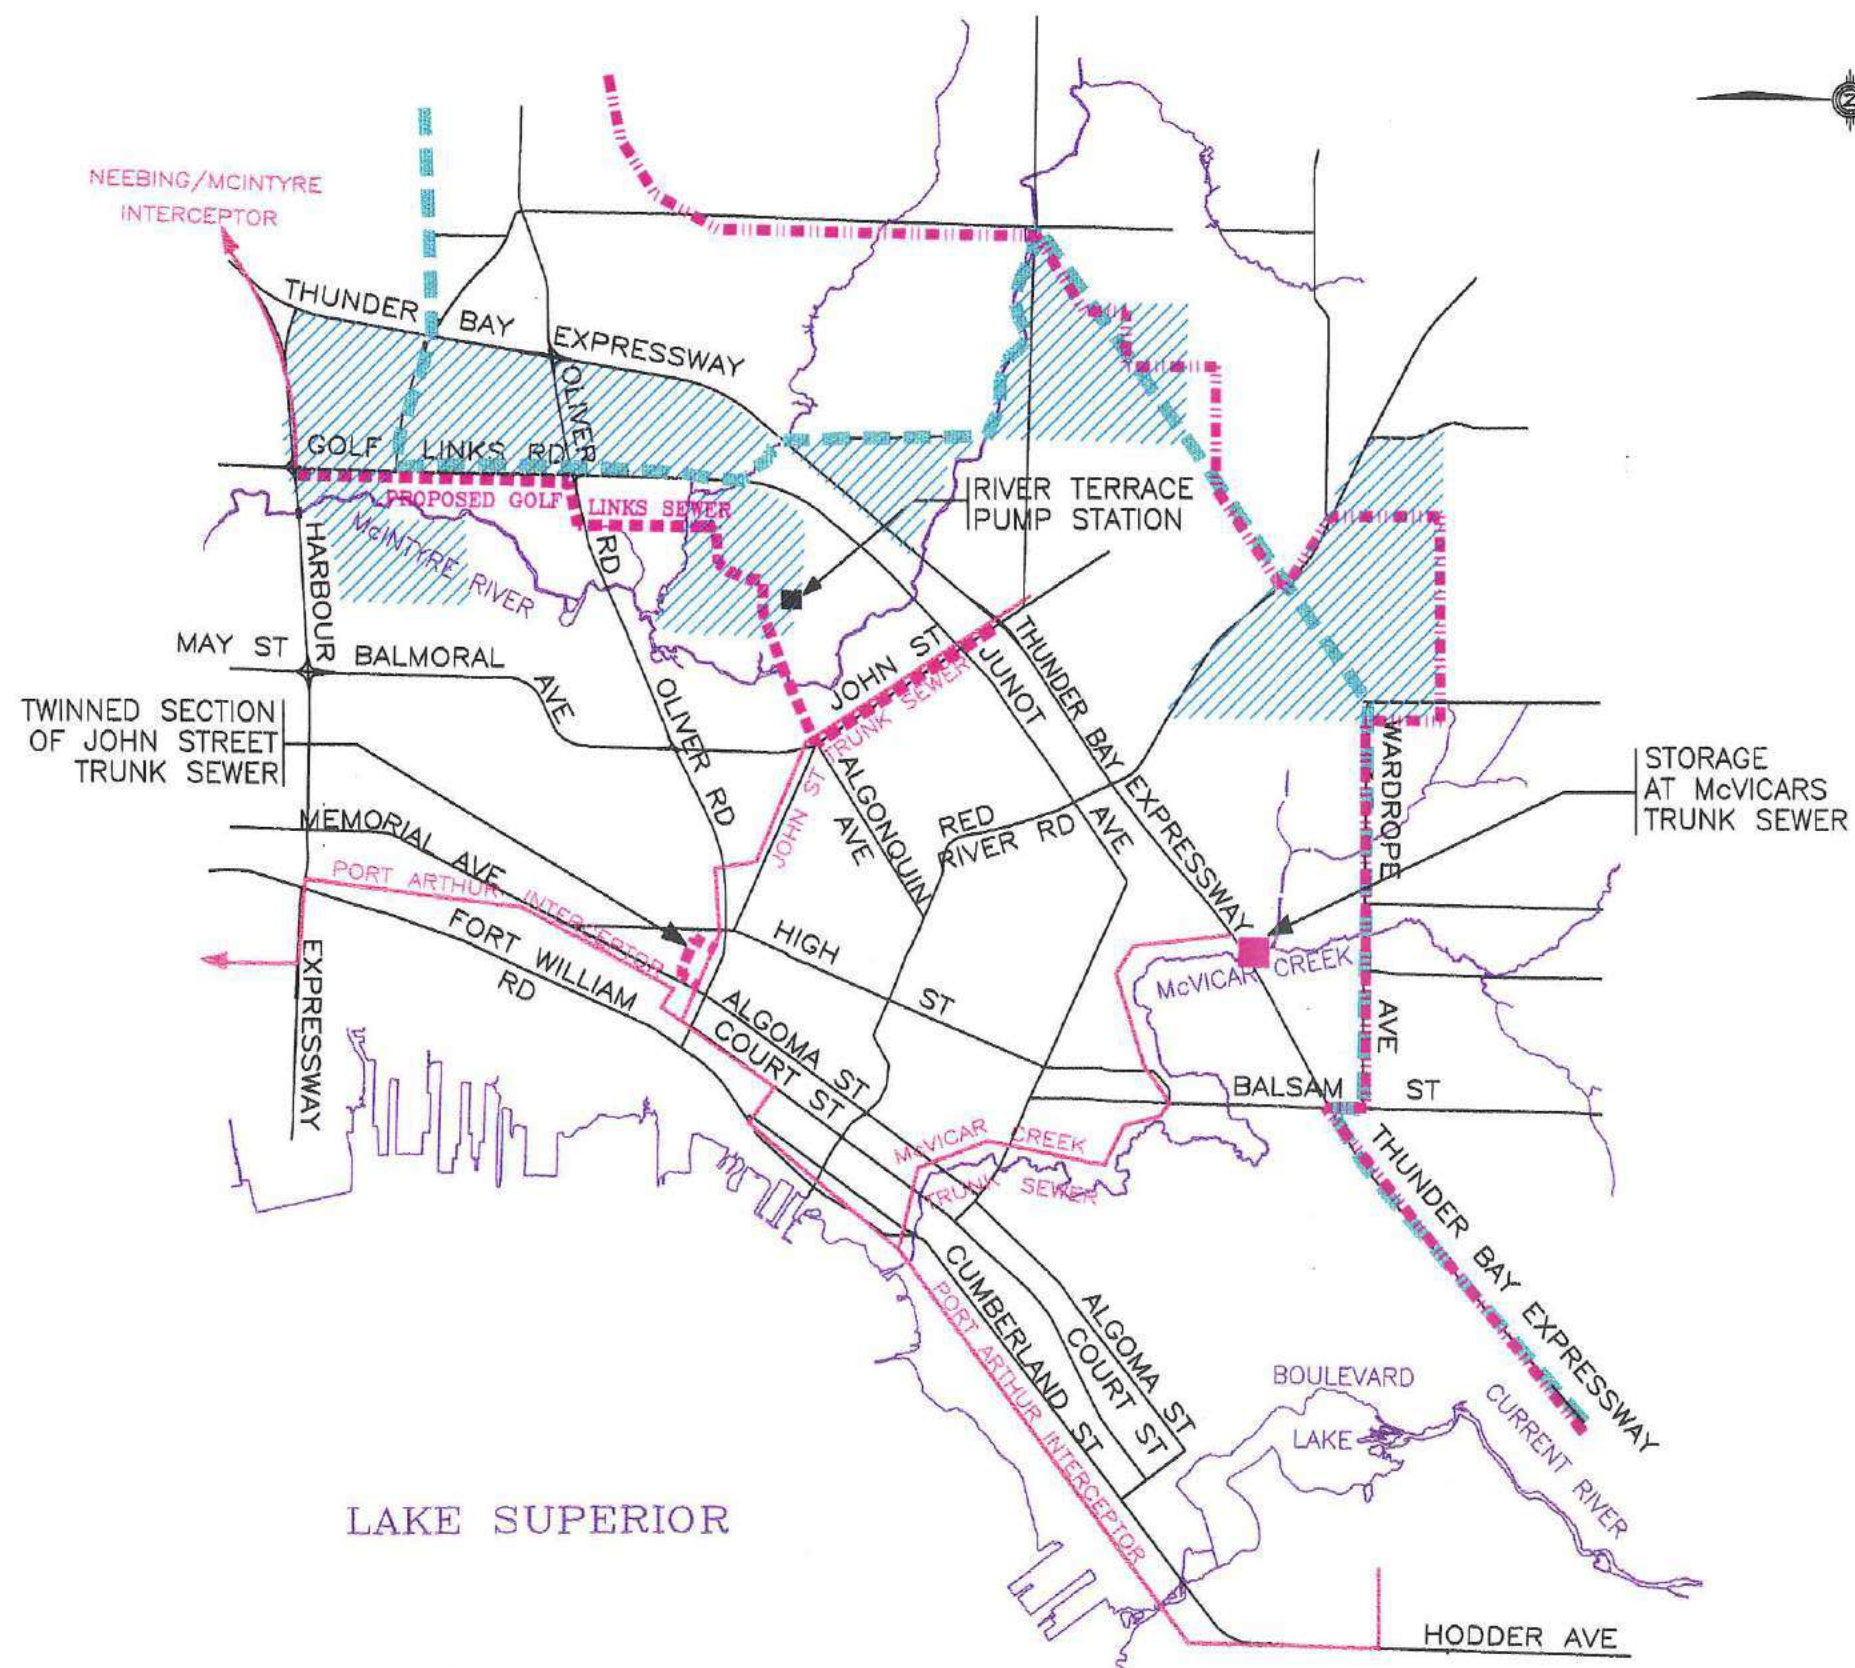 NEEBING/MCINTYRE
INTERCEPTOR
THUNDER BAY EXPRESSWAY
OLIVER RD
GOLF LINKS RD
PROPOSED GOLF LINKS SEWER
McINTYRE RIVER
RIVER TERRACE
PUMP STATION
HARBOUR EXPRESSWAY
MAY ST
BALMORAL AVE
TWINNED SECTION
OF JOHN STREET
TRUNK SEWER
OLIVER RD
JOHN ST
JOHN ST TRUNK SEWER
JUNOT AVE
THUNDER BAY EXPRESSWAY
ALGONQUIN AVE
RED RIVER RD
WARDROPE AVE
STORAGE
AT McVICARS
TRUNK SEWER
MEMORIAL AVE
PORT ARTHUR INTERCEPTOR
FORT WILLIAM RD
HIGH ST
McVICAR CREEK
ALGOMA ST
COURT ST
BALSAM ST
McVICAR CREEK
TRUNK SEWER
THUNDER BAY EXPRESSWAY
CUMBERLAND ST
PORT ARTHUR INTERCEPTOR
ALGOMA ST
COURT ST
BOULEVARD
LAKE
CURRENT RIVER
LAKE SUPERIOR
HODDER AVE